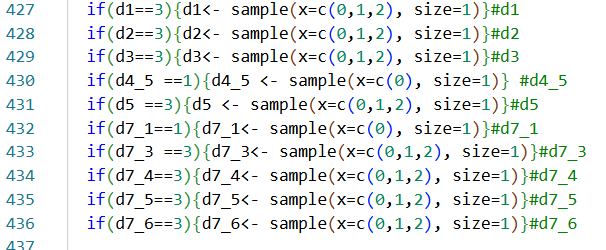 427 if(d1==3){d1<- sample(x=c(0,1,2), size=1)}#d1
428 if(d2==3){d2<- sample(x=c(0,1,2), size=1)}#d2
429 if(d3==3){d3<- sample(x=c(0,1,2), size=1)}#d3
430 if(d4_5 ==1){d4_5 <- sample(x=c(0), size=1)} #d4_5
431 if(d5 ==3){d5 <- sample(x=c(0,1,2), size=1)}#d5
432 if(d7_1==1){d7_1<- sample(x=c(0), size=1)}#d7_1
433 if(d7_3 ==3){d7_3<- sample(x=c(0,1,2), size=1)}#d7_3
434 if(d7_4==3){d7_4<- sample(x=c(0,1,2), size=1)}#d7_4
435 if(d7_5==3){d7_5<- sample(x=c(0,1,2), size=1)}#d7_5
436 if(d7_6==3){d7_6<- sample(x=c(0,1,2), size=1)}#d7_6
437